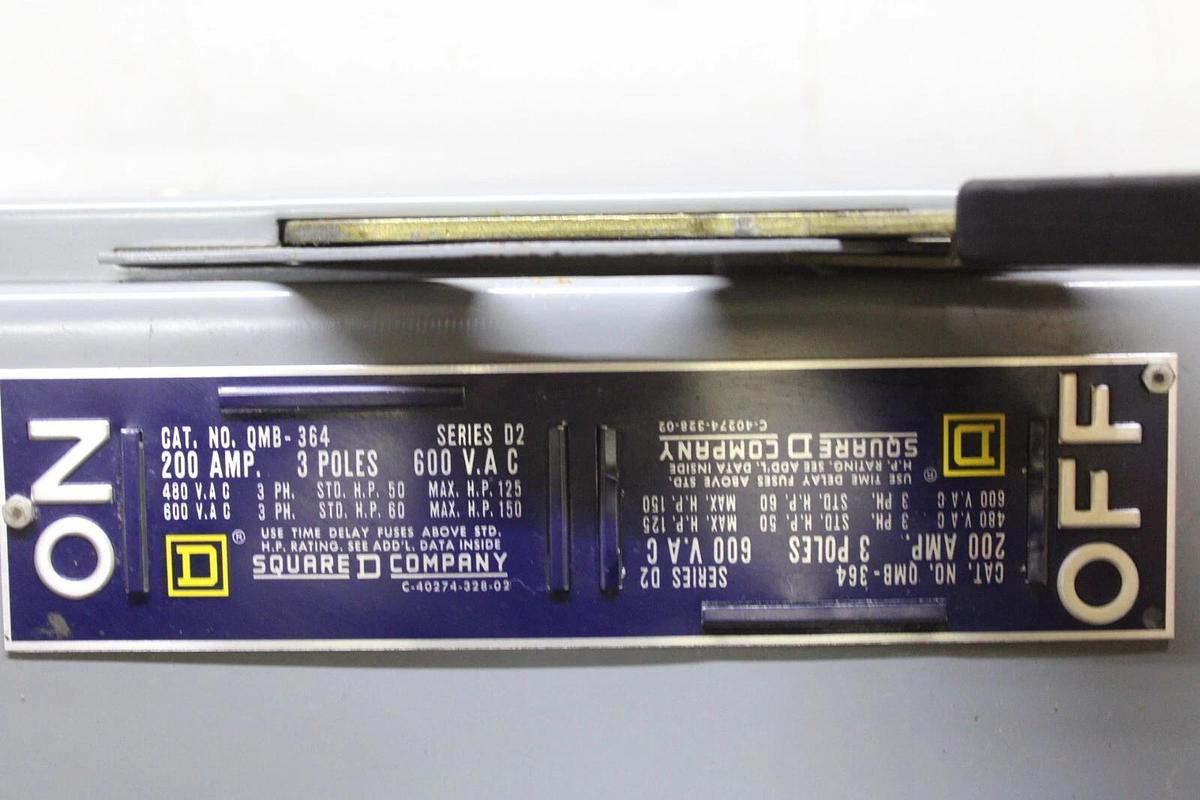 ON
CAT. NO. QMB-364 SERIES D2
200 AMP. 3 POLES 600 V.A C
480 V.A C 3 PH. STD. H.P. 50 MAX. H.P. 125
600 V.A C 3 PH. STD. H.P. 60 MAX. H.P. 150
USE TIME DELAY FUSES ABOVE STD.
H.P. RATING. SEE ADD'L. DATA INSIDE
D ® SQUARE D COMPANY
C-40274-328-02
CAT. NO. QMB-364 SERIES D2
200 AMP. 3 POLES 600 V.A C
480 V.A C 3 PH. STD. H.P. 50 MAX. H.P. 125
600 V.A C 3 PH. STD. H.P. 60 MAX. H.P. 150
USE TIME DELAY FUSES ABOVE STD.
H.P. RATING. SEE ADD'L. DATA INSIDE
D ® SQUARE D COMPANY
C-40274-328-02
OFF